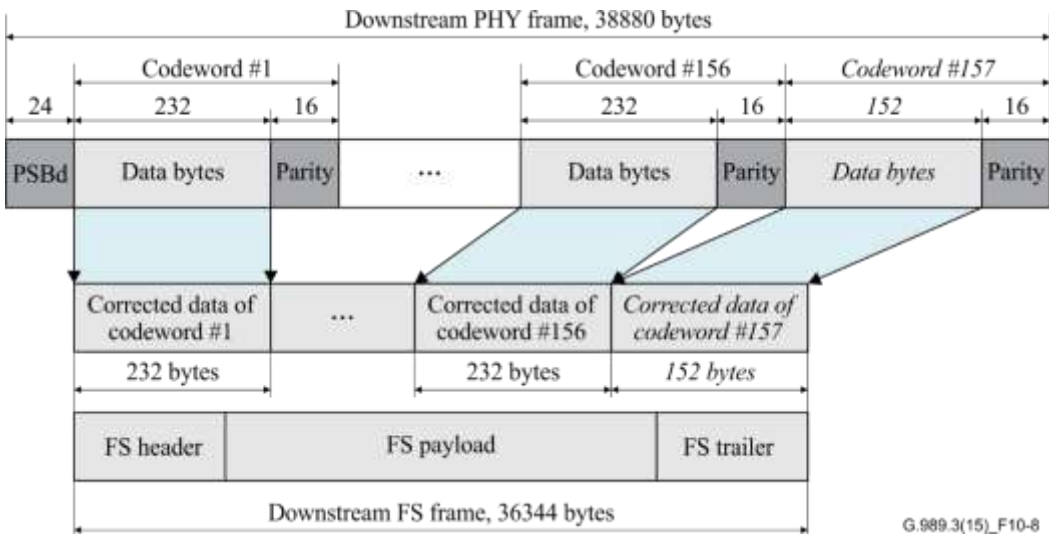 Downstream PHY frame, 38880 bytes
Codeword #1
Codeword #156
Codeword #157
24
232
16
232
16
152
16
PSBd
Data bytes
Parity
...
Data bytes
Parity
Data bytes
Parity
Corrected data of
codeword #1
...
Corrected data of
codeword #156
Corrected data of
codeword #157
232 bytes
232 bytes
152 bytes
FS header
FS payload
FS trailer
Downstream FS frame, 36344 bytes
G.989.3(15)_F10-8